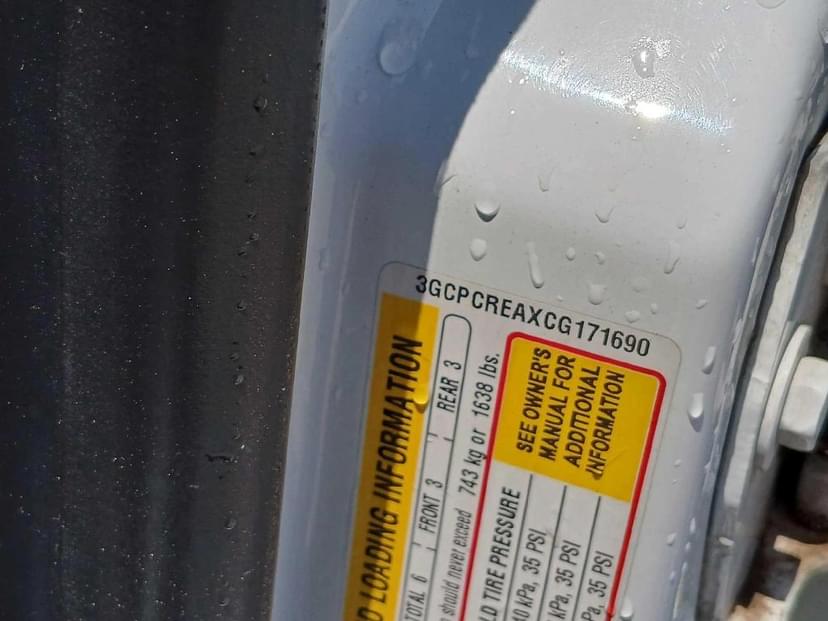 3GCPCREAXCG171690
LOADING INFORMATION
TOTAL 6 FRONT 3 REAR 3
should never exceed 743 kg or 1638 lbs.
TIRE PRESSURE
kPa, 35 PSI
kPa, 35 PSI
35 PSI
SEE OWNER'S
MANUAL FOR
ADDITIONAL
INFORMATION